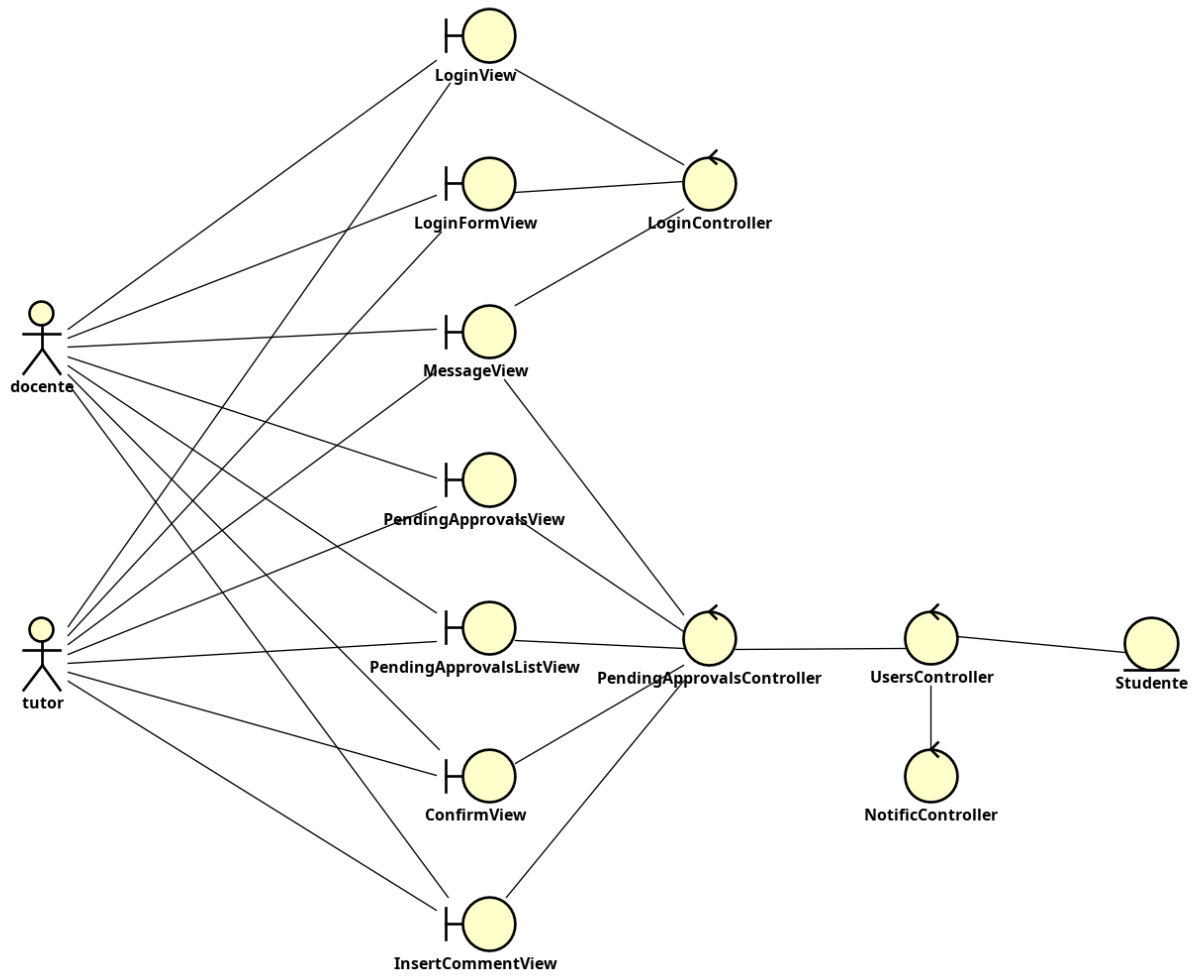 LoginView
LoginFormView
LoginController
MessageView
docente
PendingApprovalsView
PendingApprovalsListView
PendingApprovalsController
UsersController
Studente
tutor
ConfirmView
NotificController
InsertCommentView